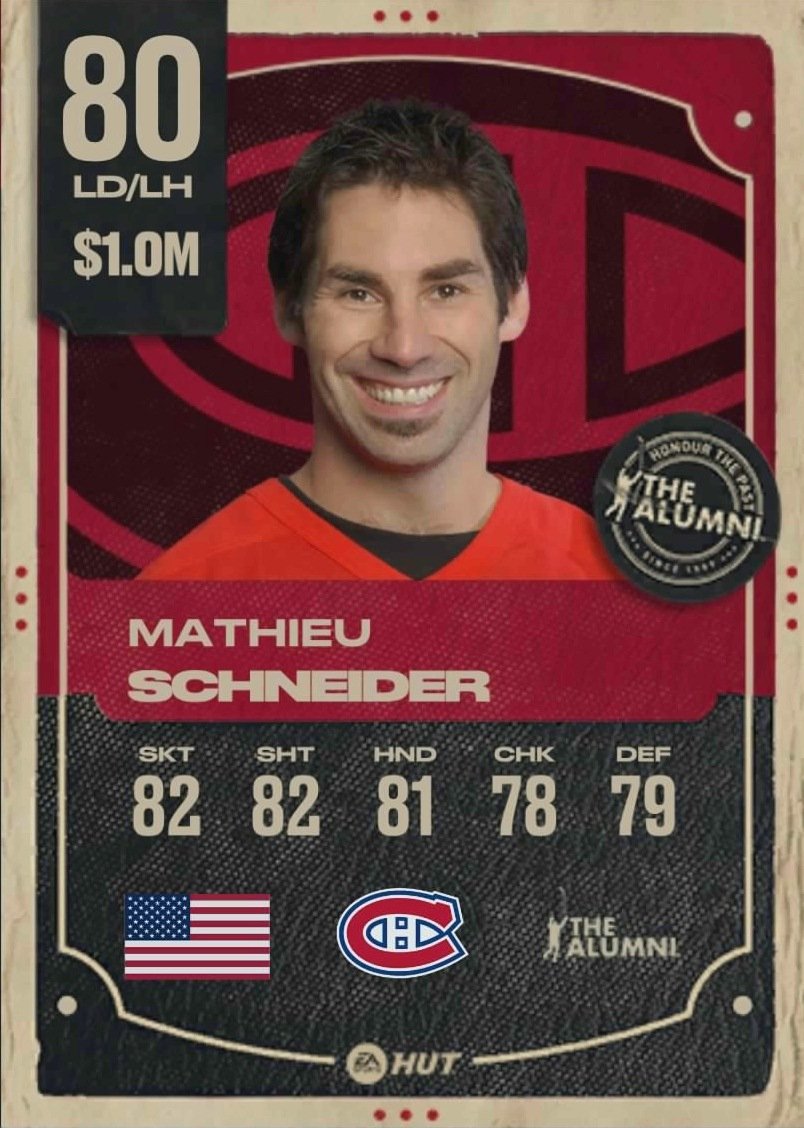 80
LD/LH
$1.0M
HONOUR THE PAST
THE
ALUMNI
MATHIEU
SCHNEIDER
SKT SHT HND CHK DEF
82 82 81 78 79
THE
ALUMNI
EA
HUT